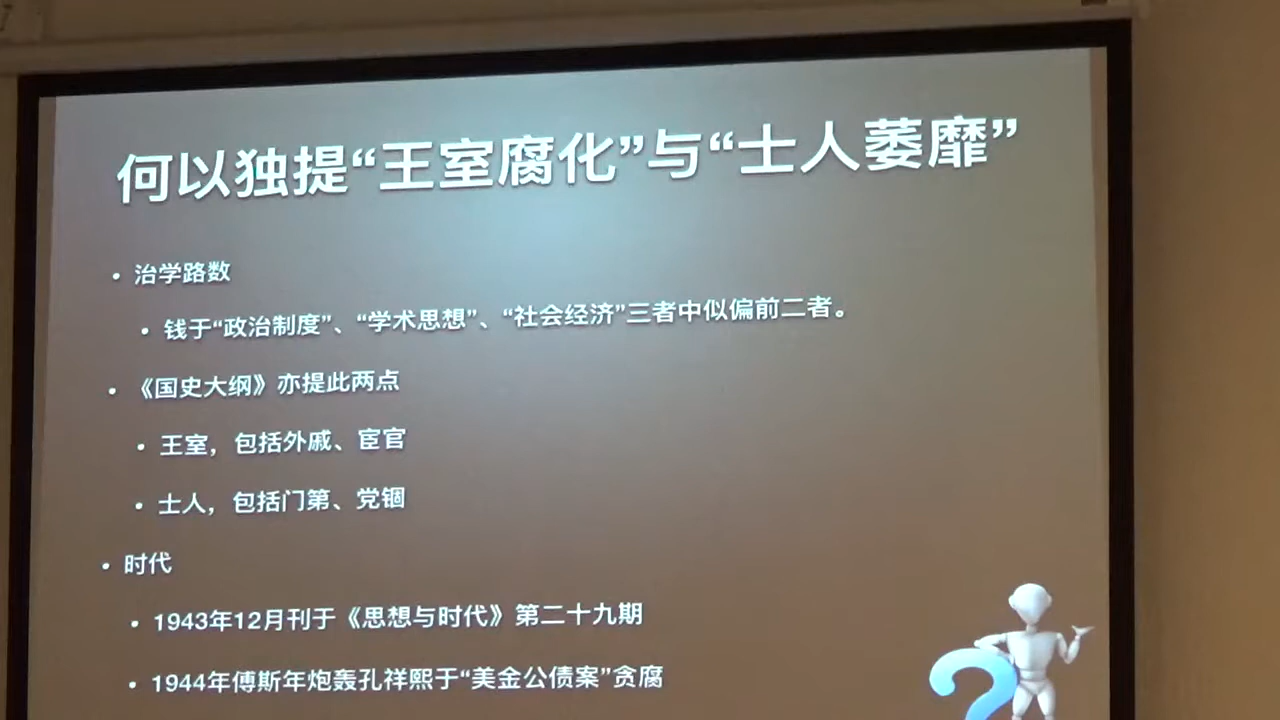 何以独提“王室腐化”与“士人萎靡”
• 治学路数
• 钱于“政治制度”、“学术思想”、“社会经济”三者中似偏前二者。
• 《国史大纲》亦提此两点
• 王室，包括外戚、宦官
• 士人，包括门第、党锢
• 时代
• 1943年12月刊于《思想与时代》第二十九期
• 1944年傅斯年炮轰孔祥熙于“美金公债案”贪腐